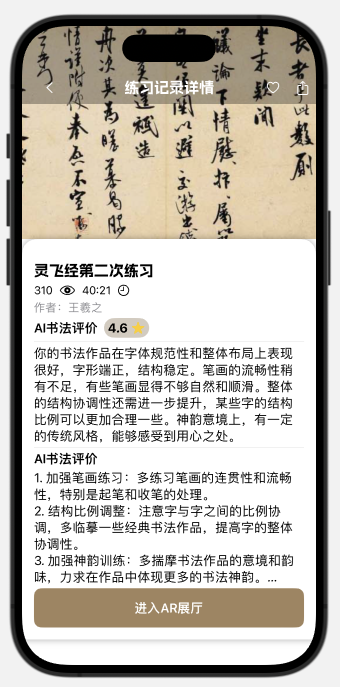 练习记录详情
灵飞经第二次练习
310 40:21
作者：王羲之
AI书法评价 4.6
你的书法作品在字体规范性和整体布局上表现
很好，字形端正，结构稳定。笔画的流畅性稍
有不足，有些笔画显得不够自然和顺滑。整体
的结构协调性还需进一步提升，某些字的结构
比例可以更加合理一些。神韵意境上，有一定
的传统风格，能够感受到用心之处。
AI书法评价
1. 加强笔画练习：多练习笔画的连贯性和流畅
性，特别是起笔和收笔的处理。
2. 结构比例调整：注意字与字之间的比例协
调，多临摹一些经典书法作品，提高字的整体
协调性。
3. 加强神韵训练：多揣摩书法作品的意境和韵
味，力求在作品中体现更多的书法神韵。...
进入AR展厅